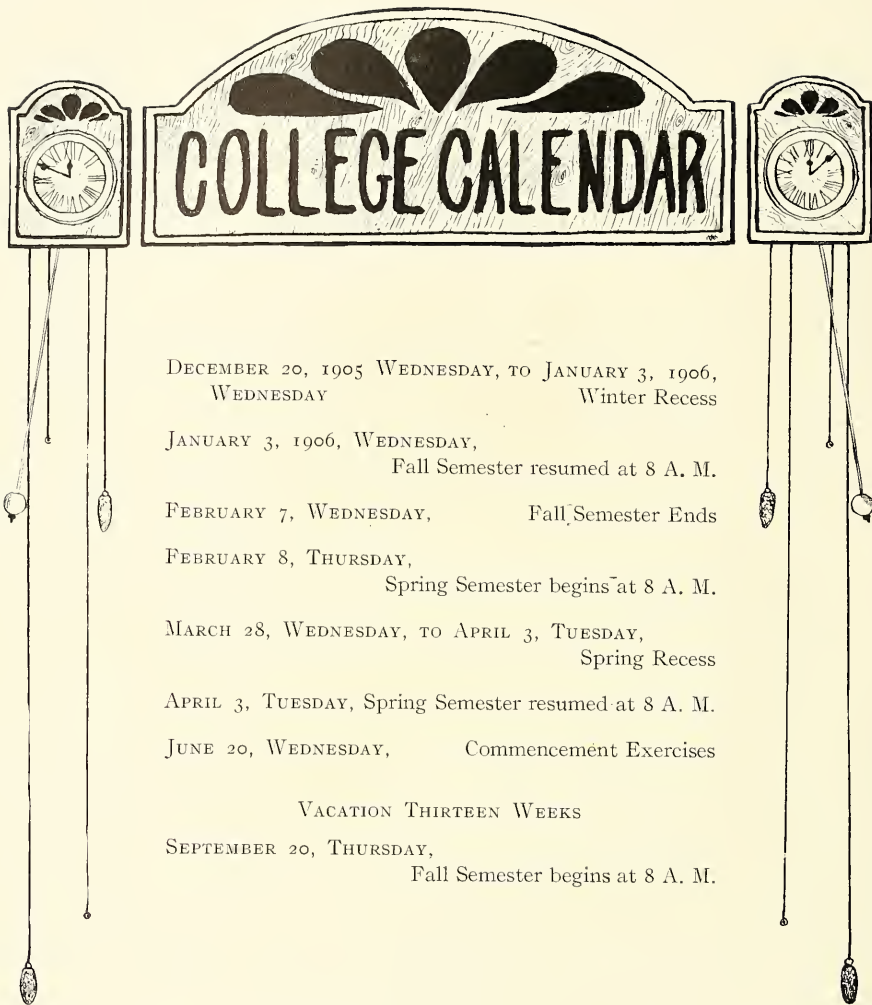 COLLEGE CALENDAR
DECEMBER 20, 1905 WEDNESDAY, TO JANUARY 3, 1906,
WEDNESDAY Winter Recess
JANUARY 3, 1906, WEDNESDAY,
Fall Semester resumed at 8 A. M.
FEBRUARY 7, WEDNESDAY, Fall Semester Ends
FEBRUARY 8, THURSDAY,
Spring Semester begins at 8 A. M.
MARCH 28, WEDNESDAY, TO APRIL 3, TUESDAY,
Spring Recess
APRIL 3, TUESDAY, Spring Semester resumed at 8 A. M.
JUNE 20, WEDNESDAY, Commencement Exercises
VACATION THIRTEEN WEEKS
SEPTEMBER 20, THURSDAY,
Fall Semester begins at 8 A. M.